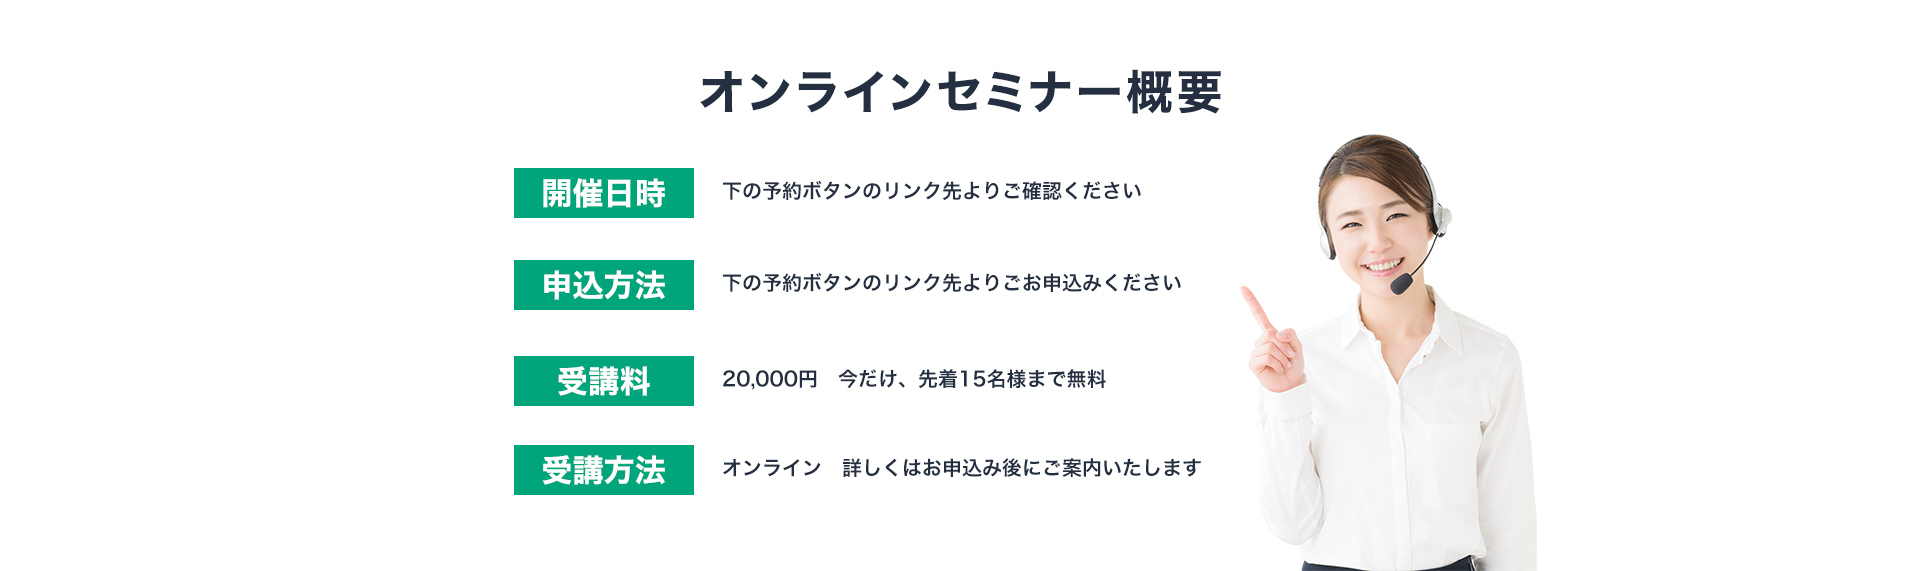 オンラインセミナー概要
開催日時
下の予約ボタンのリンク先よりご確認ください
申込方法
下の予約ボタンのリンク先よりごお申込みください
受講料
20,000円　今だけ、先着15名様まで無料
受講方法
オンライン　詳しくはお申込み後にご案内いたします